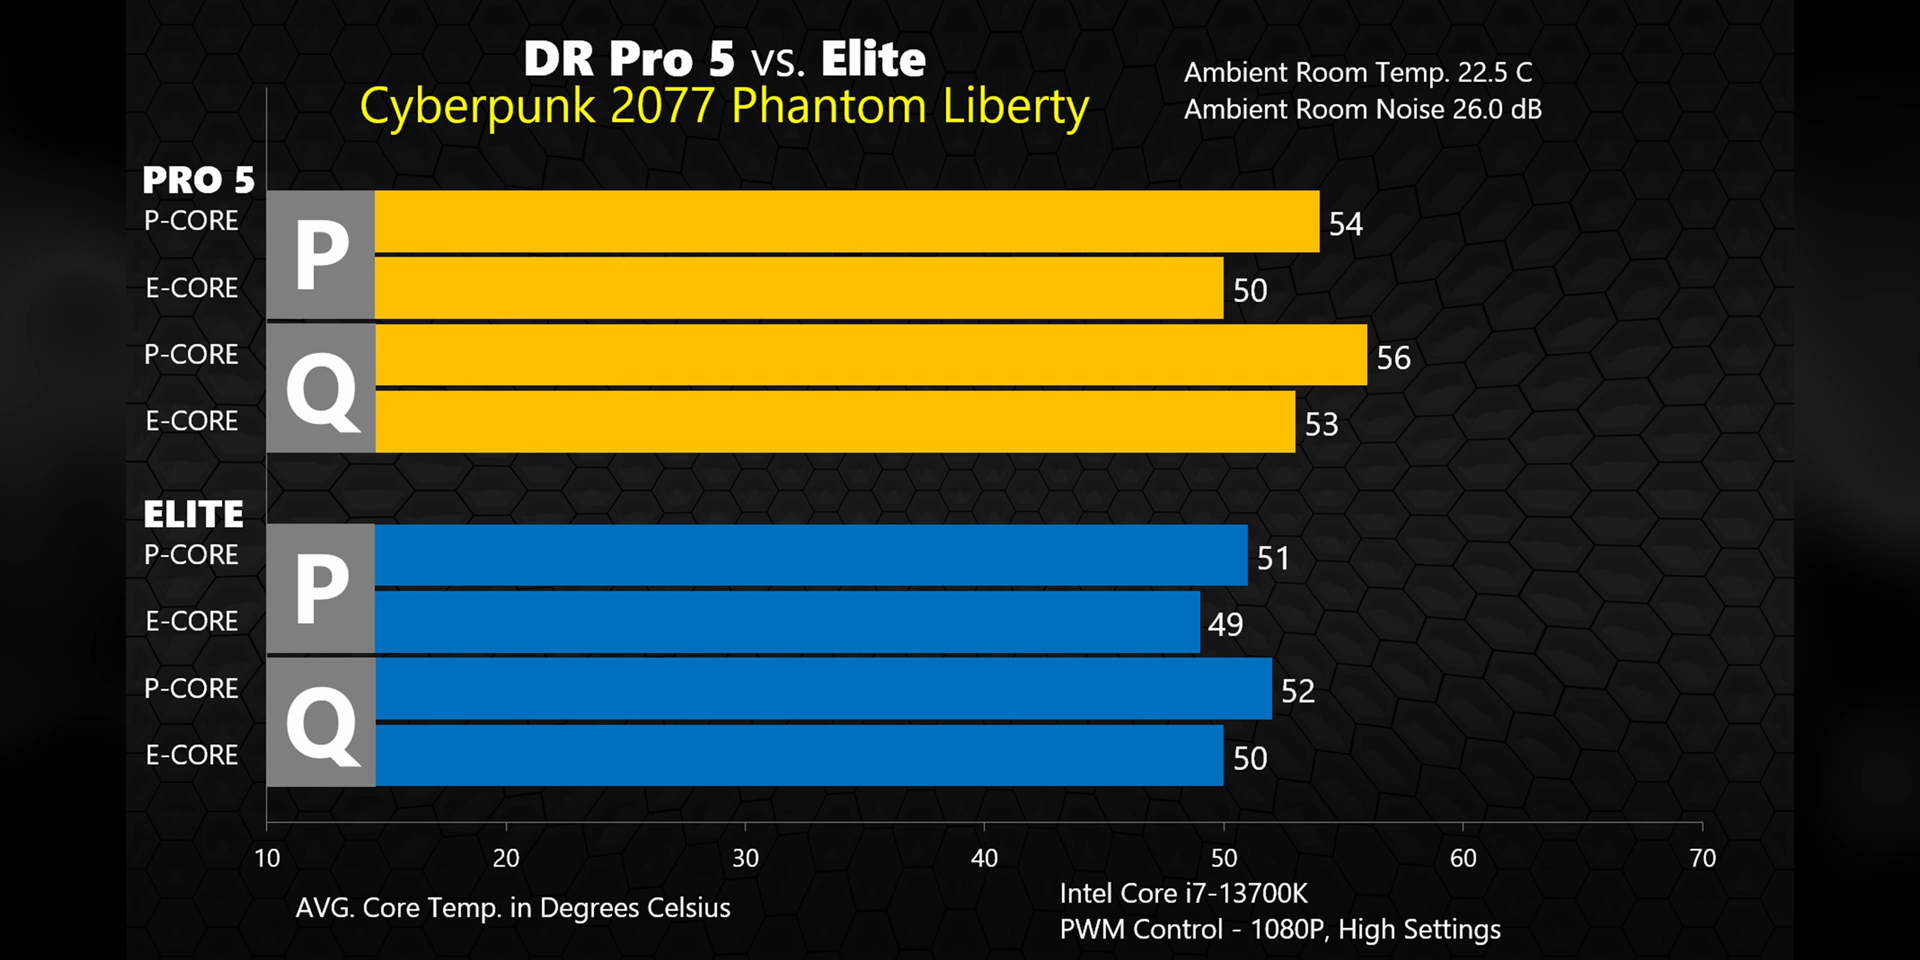 DR Pro 5 vs. Elite
Cyberpunk 2077 Phantom Liberty
Ambient Room Temp. 22.5 C
Ambient Room Noise 26.0 dB
PRO 5
P-CORE
P
54
E-CORE
50
P-CORE
Q
56
E-CORE
53
ELITE
P-CORE
P
51
E-CORE
49
P-CORE
Q
52
E-CORE
50
10 20 30 40 50 60 70
AVG. Core Temp. in Degrees Celsius
Intel Core i7-13700K
PWM Control - 1080P, High Settings